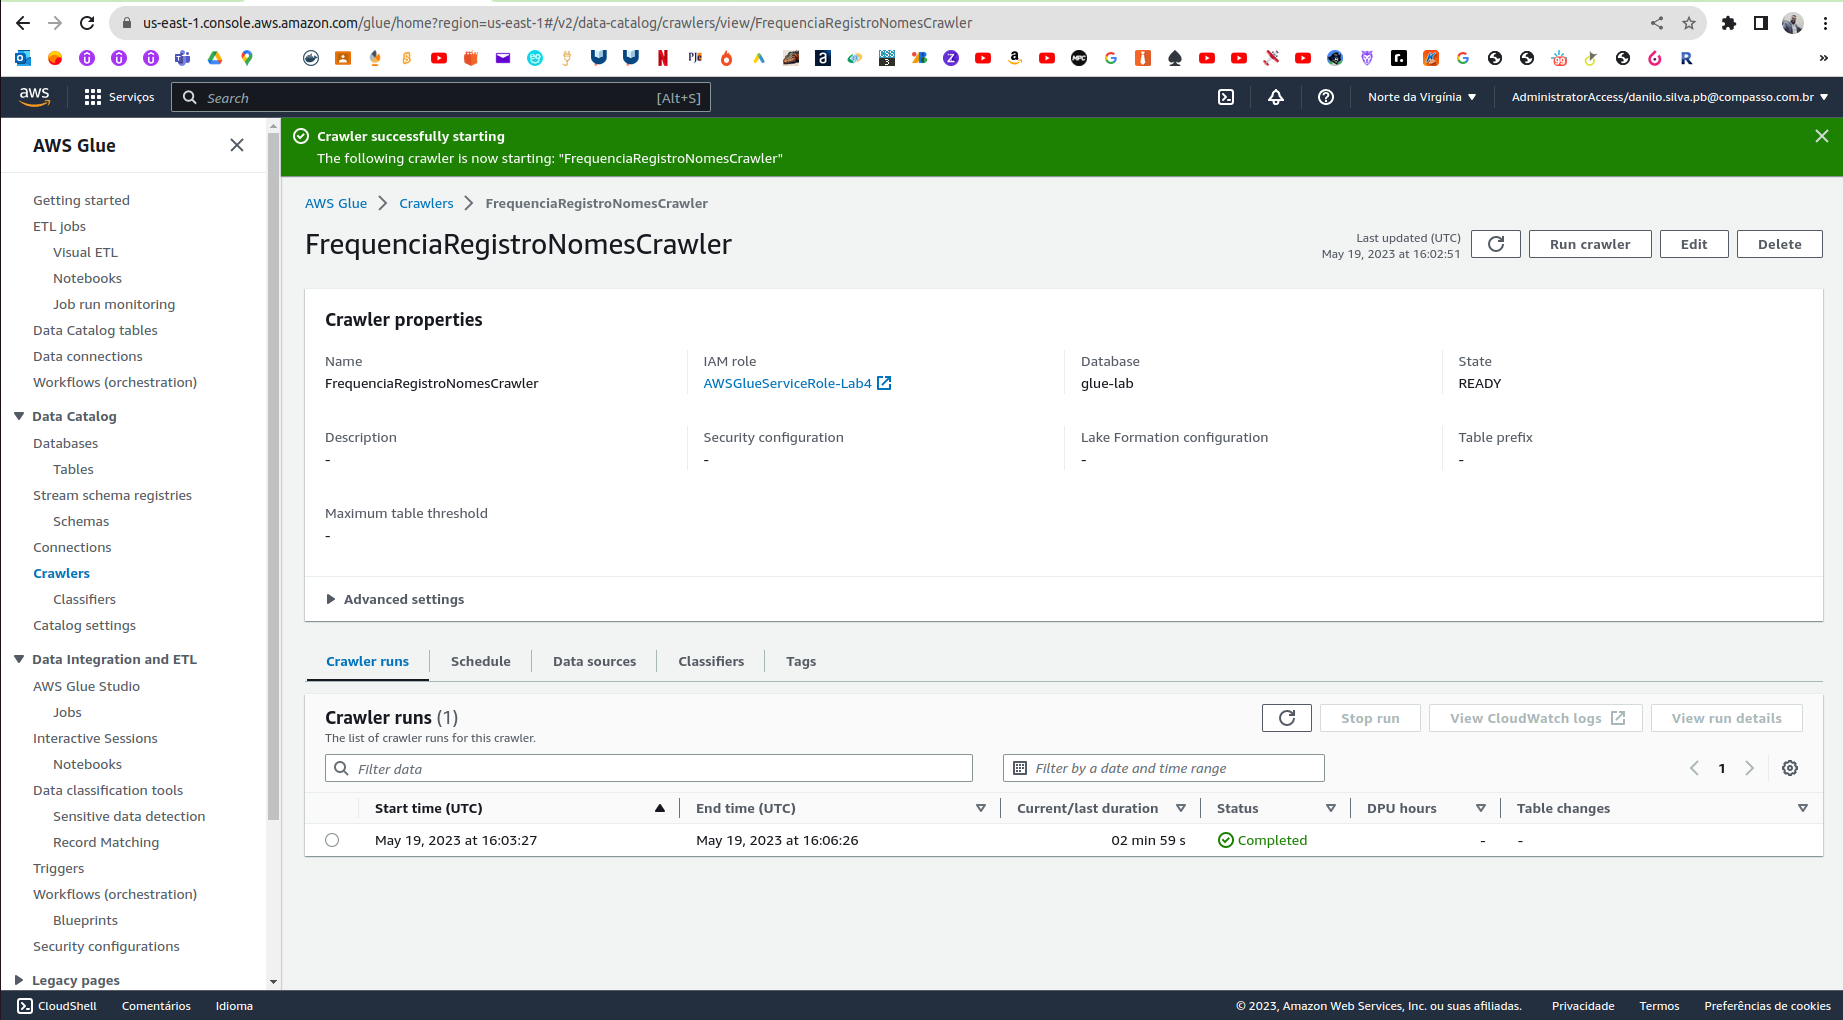 us-east-1.console.aws.amazon.com/glue/home?region=us-east-1#/v2/data-catalog/crawlers/view/FrequenciaRegistroNomesCrawler
aws
Serviços
Search
[Alt+S]
Norte da Virgínia
AdministratorAccess/danilo.silva.pb@compasso.com.br
AWS Glue
Getting started
ETL jobs
Visual ETL
Notebooks
Job run monitoring
Data Catalog tables
Data connections
Workflows (orchestration)
Data Catalog
Databases
Tables
Stream schema registries
Schemas
Connections
Crawlers
Classifiers
Catalog settings
Data Integration and ETL
AWS Glue Studio
Jobs
Interactive Sessions
Notebooks
Data classification tools
Sensitive data detection
Record Matching
Triggers
Workflows (orchestration)
Blueprints
Security configurations
Legacy pages
Crawler successfully starting
The following crawler is now starting: "FrequenciaRegistroNomesCrawler"
AWS Glue > Crawlers > FrequenciaRegistroNomesCrawler
FrequenciaRegistroNomesCrawler
Last updated (UTC)
May 19, 2023 at 16:02:51
Run crawler
Edit
Delete
Crawler properties
Name
FrequenciaRegistroNomesCrawler
IAM role
AWSGlueServiceRole-Lab4
Database
glue-lab
State
READY
Description
-
Security configuration
-
Lake Formation configuration
-
Table prefix
-
Maximum table threshold
-
Advanced settings
Crawler runs
Schedule
Data sources
Classifiers
Tags
Crawler runs (1)
The list of crawler runs for this crawler.
Stop run
View CloudWatch logs
View run details
Filter data
Filter by a date and time range
1
Start time (UTC)
End time (UTC)
Current/last duration
Status
DPU hours
Table changes
May 19, 2023 at 16:03:27
May 19, 2023 at 16:06:26
02 min 59 s
Completed
-
-
CloudShell
Comentários
Idioma
© 2023, Amazon Web Services, Inc. ou suas afiliadas.
Privacidade
Termos
Preferências de cookies